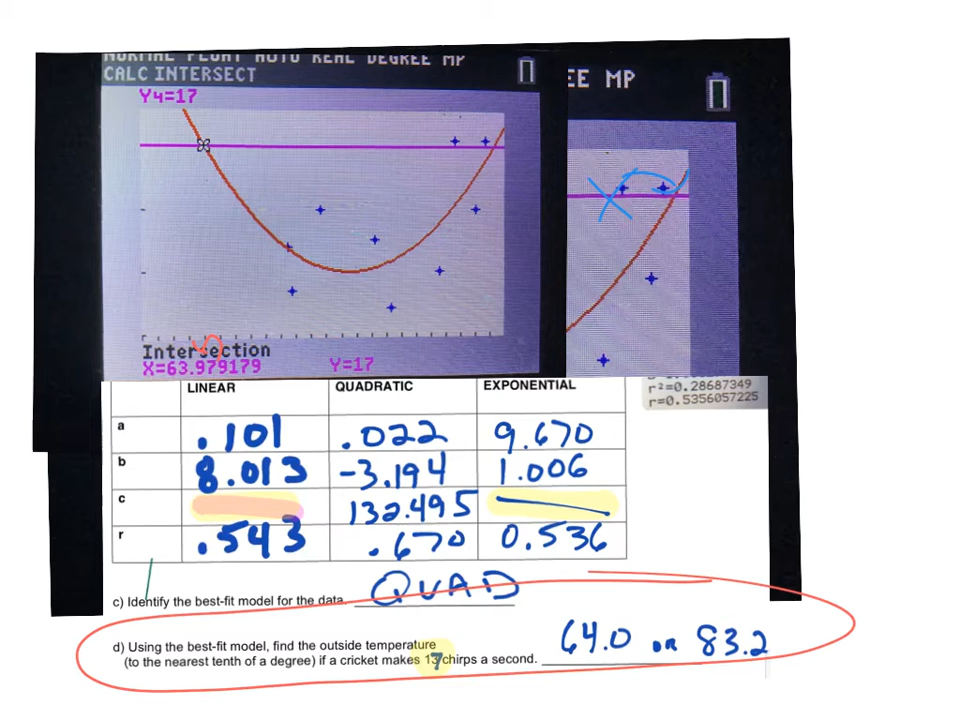 NORMAL FLOAT AUTO REAL DEGREE MP
CALC INTERSECT
Y4=17
EE MP
Intersection
X=63.979179 Y=17
r²=0.28687349
r=0.5356057225
LINEAR QUADRATIC EXPONENTIAL
a .101 .022 9.670
b 8.013 -3.194 1.006
c 132.495
r .543 .670 0.536
c) Identify the best-fit model for the data. QUAD
d) Using the best-fit model, find the outside temperature
(to the nearest tenth of a degree) if a cricket makes 17 chirps a second. 64.0 or 83.2